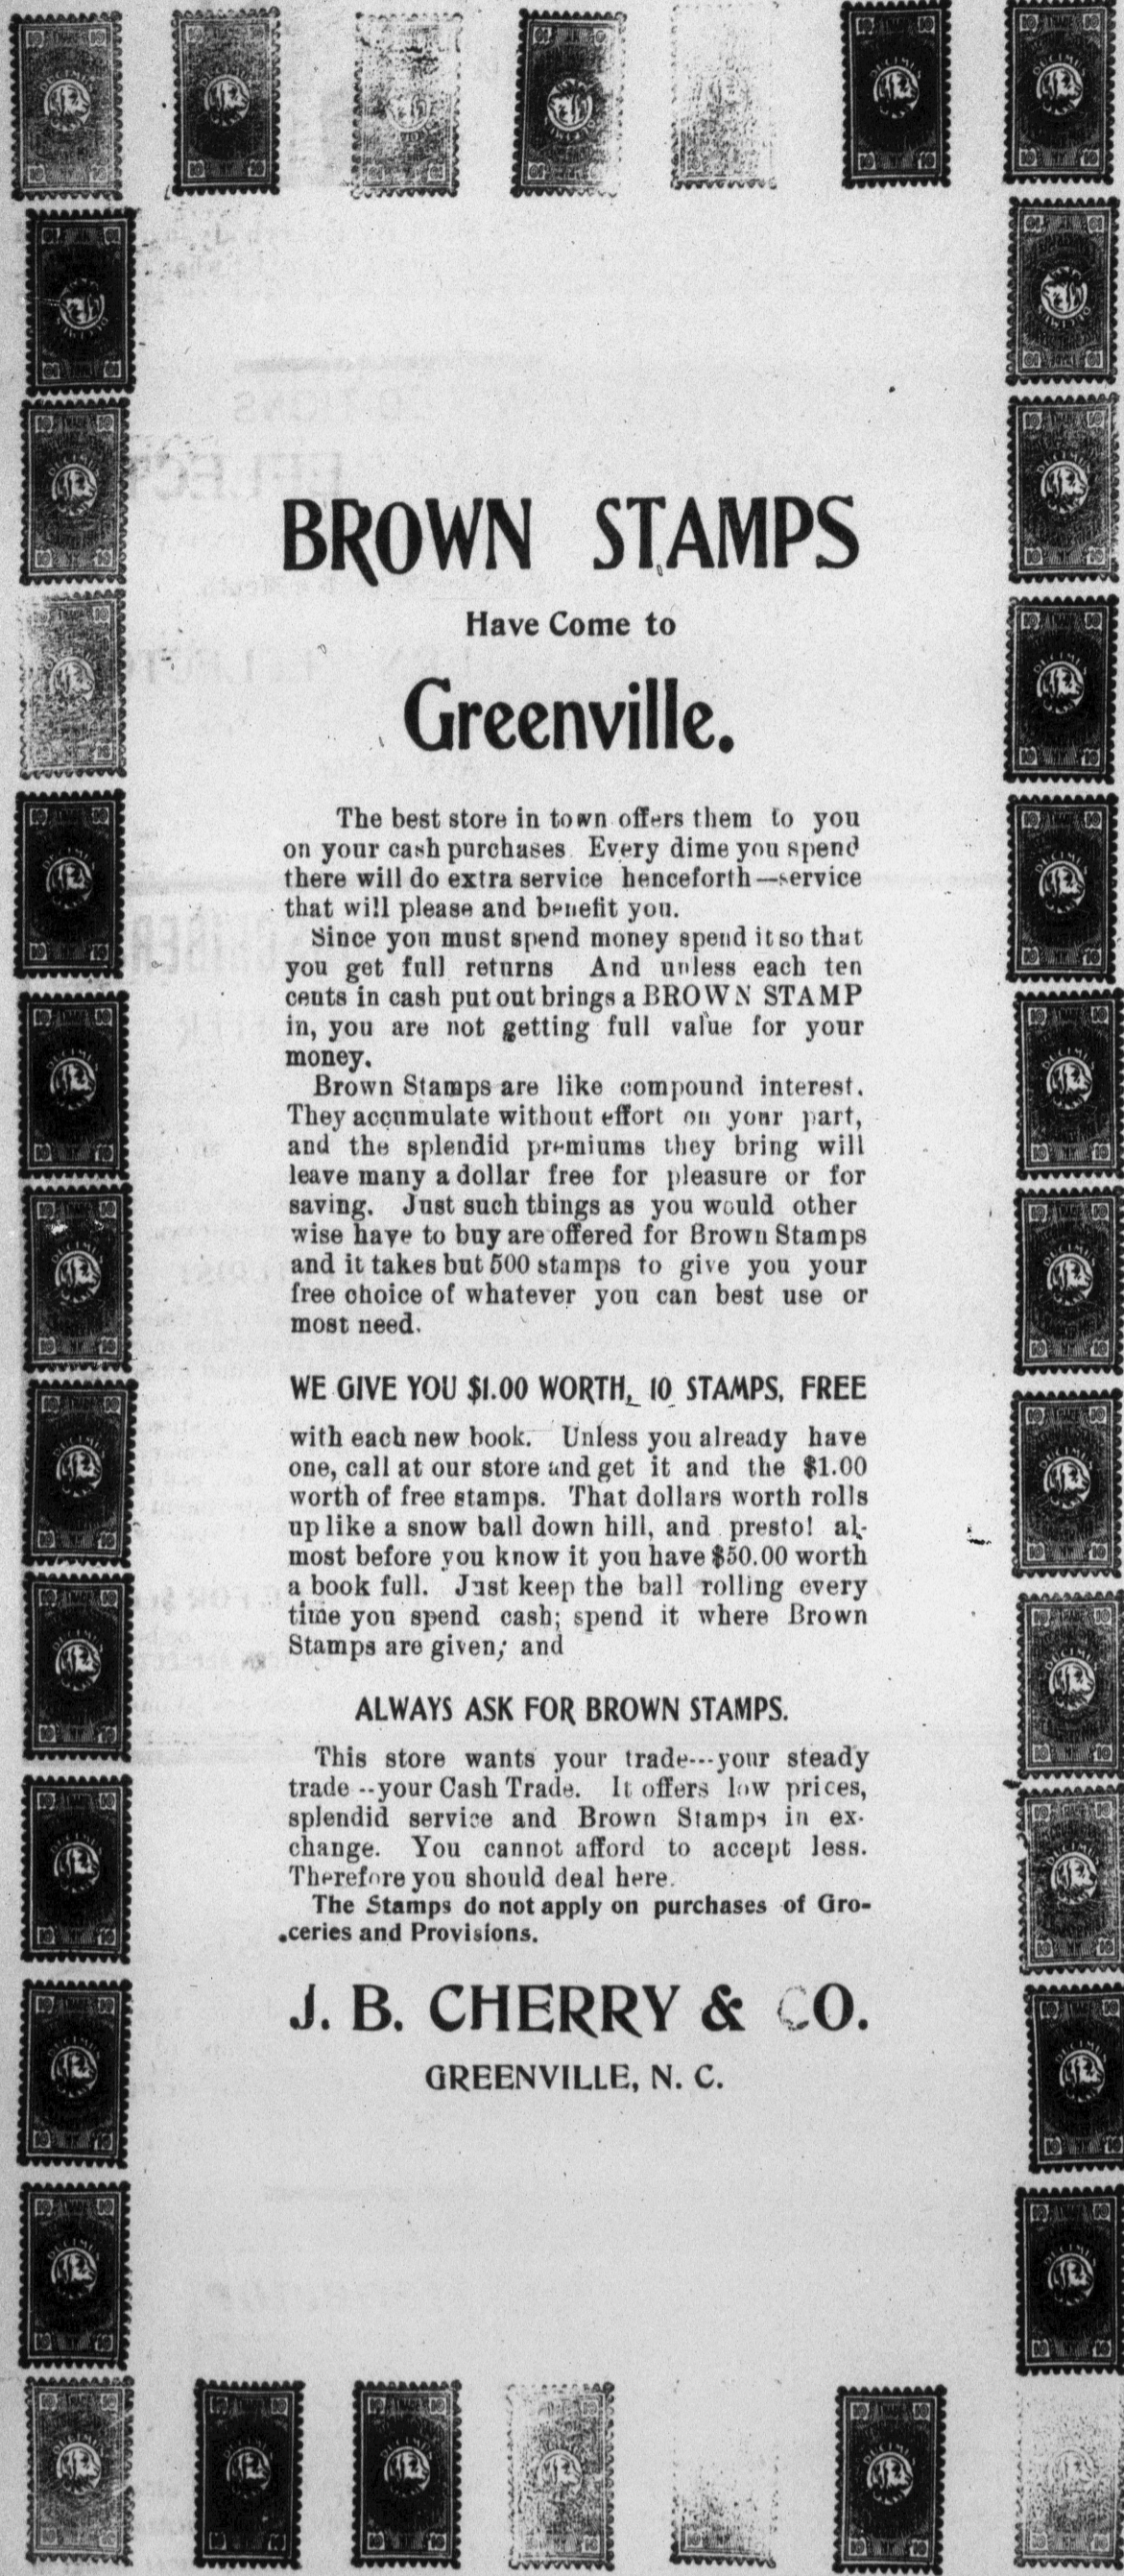 BROWN STAMPS
Have Come to
Greenville.
The best store in town offers them to you
on your cash purchases. Every dime you spend
there will do extra service henceforth—service
that will please and benefit you.
Since you must spend money spend it so that
you get full returns And unless each ten
cents in cash put out brings a BROWN STAMP
in, you are not getting full value for your
money.
Brown Stamps are like compound interest.
They accumulate without effort on your part,
and the splendid premiums they bring will
leave many a dollar free for pleasure or for
saving. Just such things as you would other
wise have to buy are offered for Brown Stamps
and it takes but 500 stamps to give you your
free choice of whatever you can best use or
most need.
WE GIVE YOU $1.00 WORTH, 10 STAMPS, FREE
with each new book. Unless you already have
one, call at our store and get it and the $1.00
worth of free stamps. That dollars worth rolls
up like a snow ball down hill, and presto! al-
most before you know it you have $50.00 worth
a book full. Just keep the ball rolling every
time you spend cash; spend it where Brown
Stamps are given; and
ALWAYS ASK FOR BROWN STAMPS.
This store wants your trade---your steady
trade --your Cash Trade. It offers low prices,
splendid service and Brown Stamps in ex-
change. You cannot afford to accept less.
Therefore you should deal here.
The Stamps do not apply on purchases of Gro-
ceries and Provisions.
J. B. CHERRY & CO.
GREENVILLE, N. C.